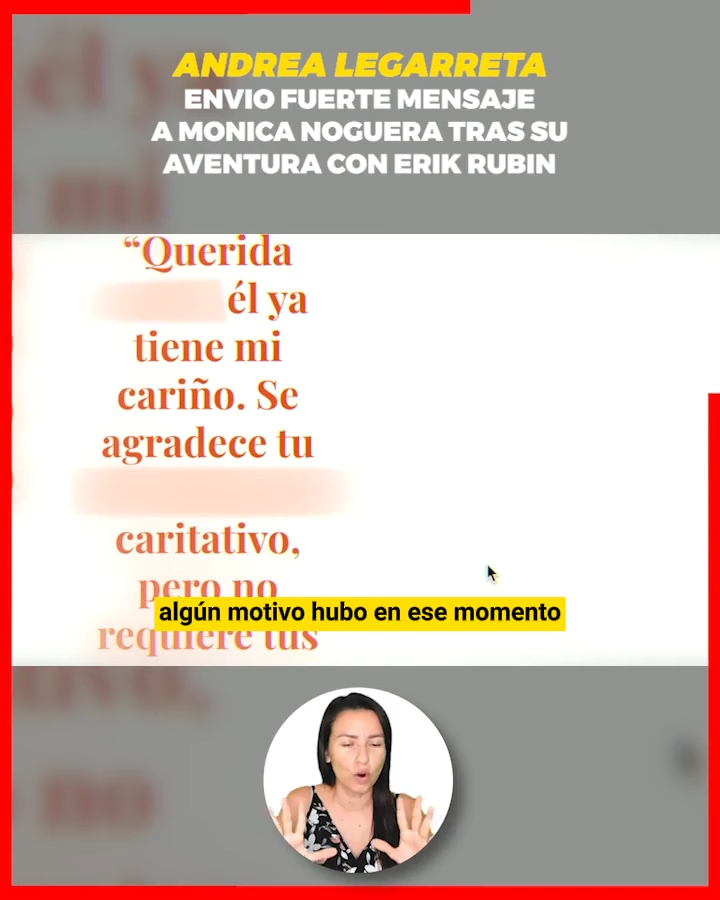 ANDREA LEGARRETA
ENVIO FUERTE MENSAJE
A MONICA NOGUERA TRAS SU
AVENTURA CON ERIK RUBIN
“Querida
él ya
tiene mi
cariño. Se
agradece tu
caritativo,
pero no
algún motivo hubo en ese momento
requiere tus